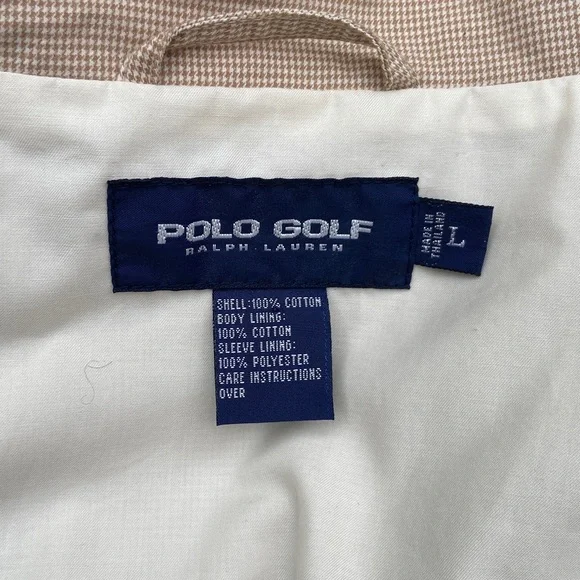 POLO GOLF
RALPH LAUREN
MADE IN
THAILAND
L
SHELL:100% COTTON
BODY LINING:
100% COTTON
SLEEVE LINING:
100% POLYESTER
CARE INSTRUCTIONS
OVER